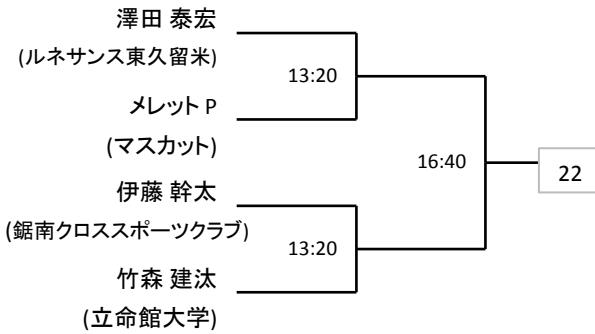 澤田 泰宏
(ルネサンス東久留米)
13:20
メレット P
(マスカット)
16:40
22
伊藤 幹太
(鋸南クロススポーツクラブ)
13:20
竹森 建汰
(立命館大学)